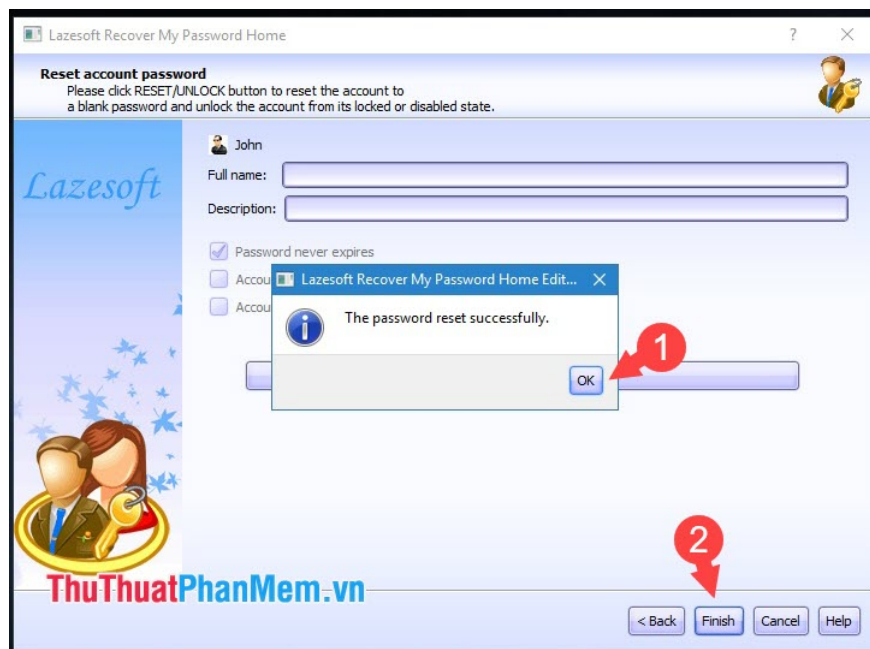 Lazesoft Recover My Password Home
?
Reset account password
Please click RESET/UNLOCK button to reset the account to
a blank password and unlock the account from its locked or disabled state.
Lazesoft
John
Full name:
Description:
Password never expires
Accou
Accou
Lazesoft Recover My Password Home Edit...
The password reset successfully.
OK
1
2
ThuThuatPhanMem.vn
< Back
Finish
Cancel
Help